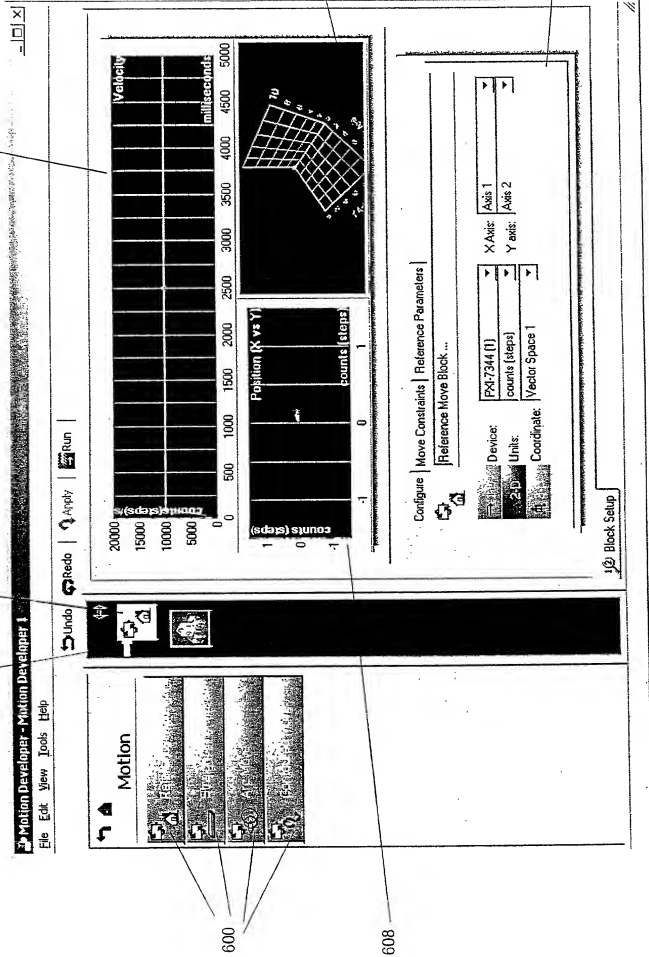 Motion Developer - Motion Developer 1
File Edit View Tools Help
Undo Redo Apply Run
Motion
Velocity
counts(steps)/s
20000
15000
10000
5000
0
0 500 1000 1500 2000 2500 3000 3500 4000 4500 5000
milliseconds
Position (X vs Y)
counts (steps)
1
0
-1
-1 0 1
counts (steps)
Configure Move Constraints Reference Parameters
Reference Move Block ...
Device: PXI-7344 (1) X Axis: Axis 1
Units: counts (steps) Y axis: Axis 2
2-D
Coordinate: Vector Space 1
Block Setup
600
608